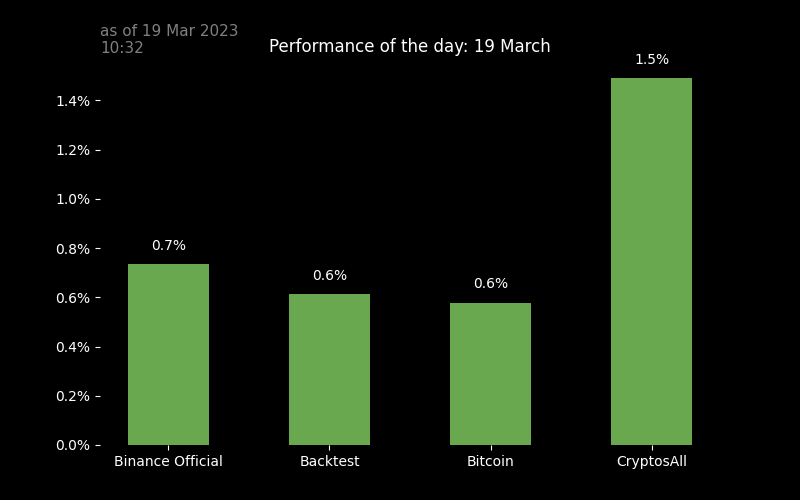 as of 19 Mar 2023
10:32
Performance of the day: 19 March
1.5%
1.4%
1.2%
1.0%
0.8%
0.7%
0.6%
0.6%
0.6%
0.4%
0.2%
0.0%
Binance Official
Backtest
Bitcoin
CryptosAll